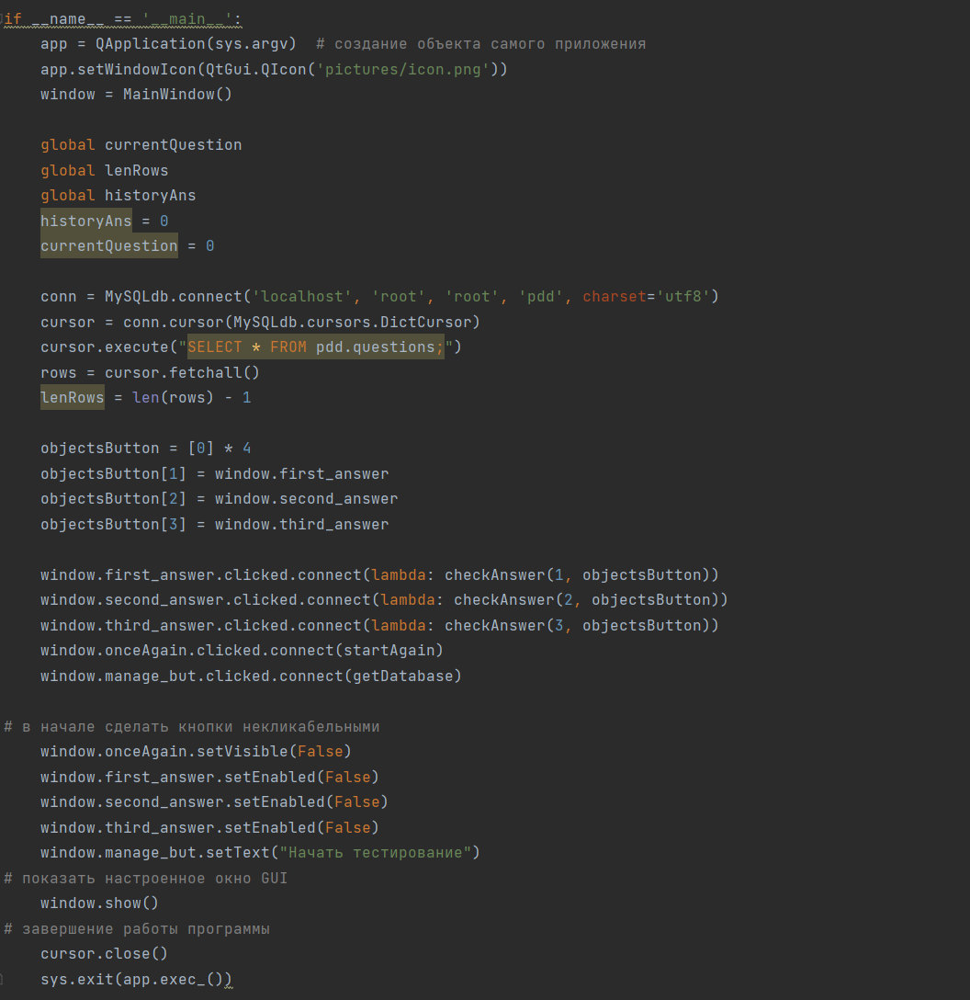 if __name__ == '__main__':
    app = QApplication(sys.argv)  # создание объекта самого приложения
    app.setWindowIcon(QtGui.QIcon('pictures/icon.png'))
    window = MainWindow()

    global currentQuestion
    global lenRows
    global historyAns
    historyAns = 0
    currentQuestion = 0

    conn = MySQLdb.connect('localhost', 'root', 'root', 'pdd', charset='utf8')
    cursor = conn.cursor(MySQLdb.cursors.DictCursor)
    cursor.execute("SELECT * FROM pdd.questions;")
    rows = cursor.fetchall()
    lenRows = len(rows) - 1

    objectsButton = [0] * 4
    objectsButton[1] = window.first_answer
    objectsButton[2] = window.second_answer
    objectsButton[3] = window.third_answer

    window.first_answer.clicked.connect(lambda: checkAnswer(1, objectsButton))
    window.second_answer.clicked.connect(lambda: checkAnswer(2, objectsButton))
    window.third_answer.clicked.connect(lambda: checkAnswer(3, objectsButton))
    window.onceAgain.clicked.connect(startAgain)
    window.manage_but.clicked.connect(getDatabase)

# в начале сделать кнопки некликабельными
    window.onceAgain.setVisible(False)
    window.first_answer.setEnabled(False)
    window.second_answer.setEnabled(False)
    window.third_answer.setEnabled(False)
    window.manage_but.setText("Начать тестирование")
# показать настроенное окно GUI
    window.show()
# завершение работы программы
    cursor.close()
    sys.exit(app.exec_())